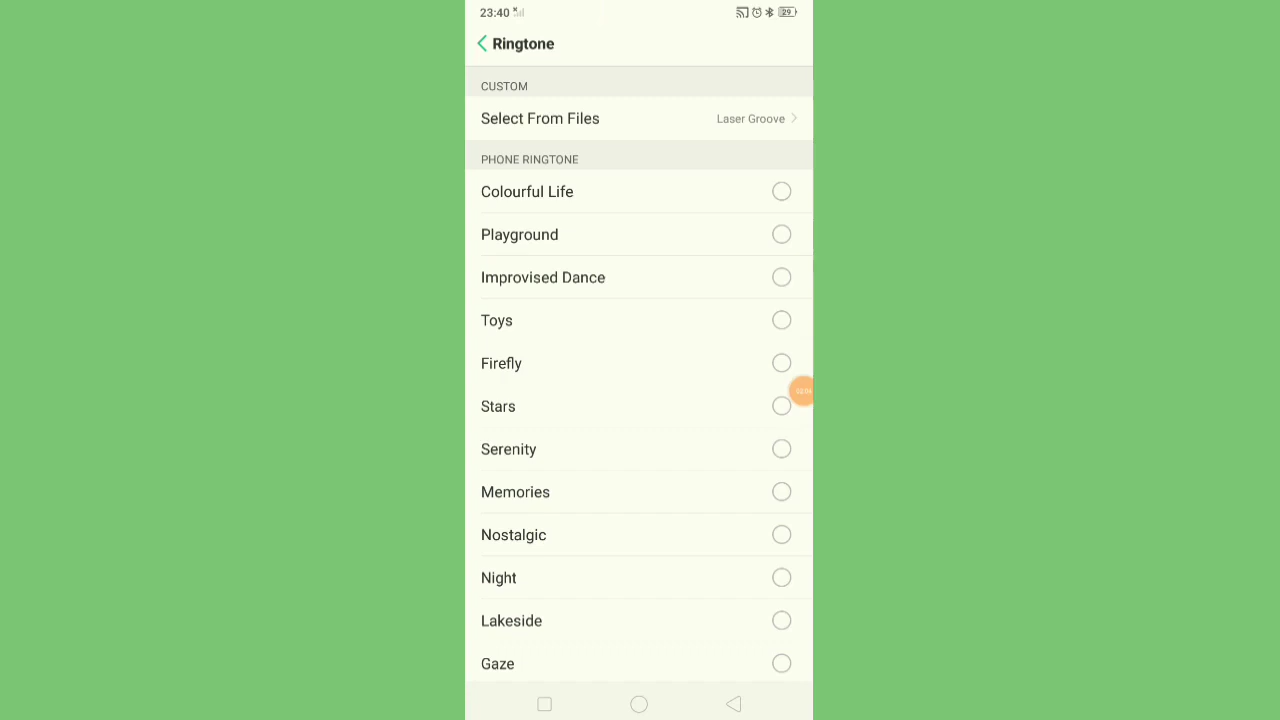 23:40
29
Ringtone
CUSTOM
Select From Files Laser Groove
PHONE RINGTONE
Colourful Life
Playground
Improvised Dance
Toys
Firefly
Stars
Serenity
Memories
Nostalgic
Night
Lakeside
Gaze